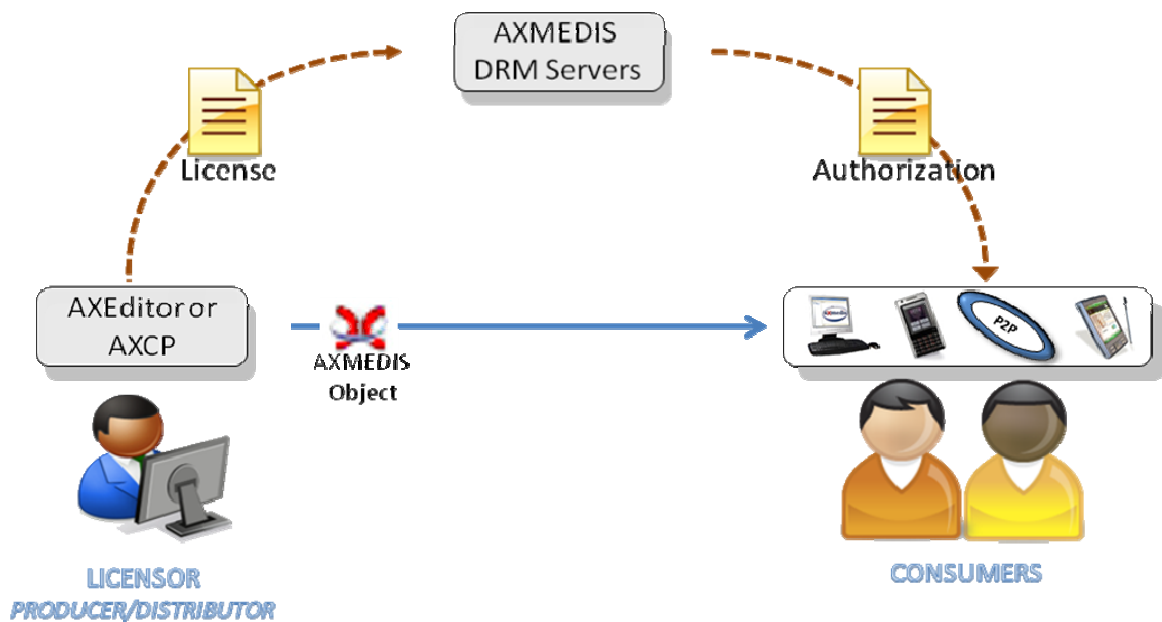 AXMEDIS
DRM Servers
License
Authorization
AXEditor or
AXCP
AXMEDIS
Object
P2P
LICENSOR
PRODUCER/DISTRIBUTOR
CONSUMERS